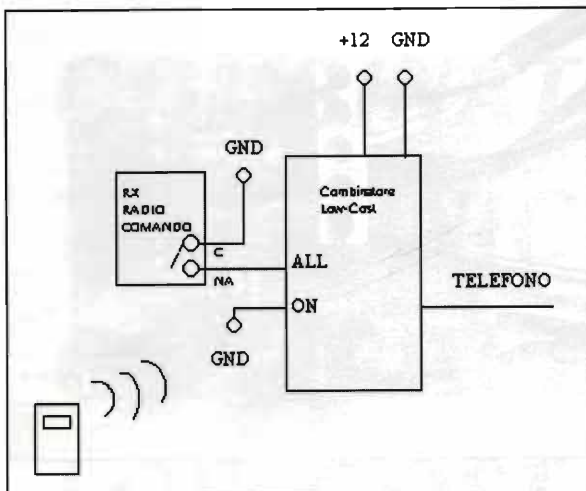 +12 GND
GND
RX
RADIO
COMANDO
C
NA
Combinatore
Low-Cost
ALL
ON
TELEFONO
GND